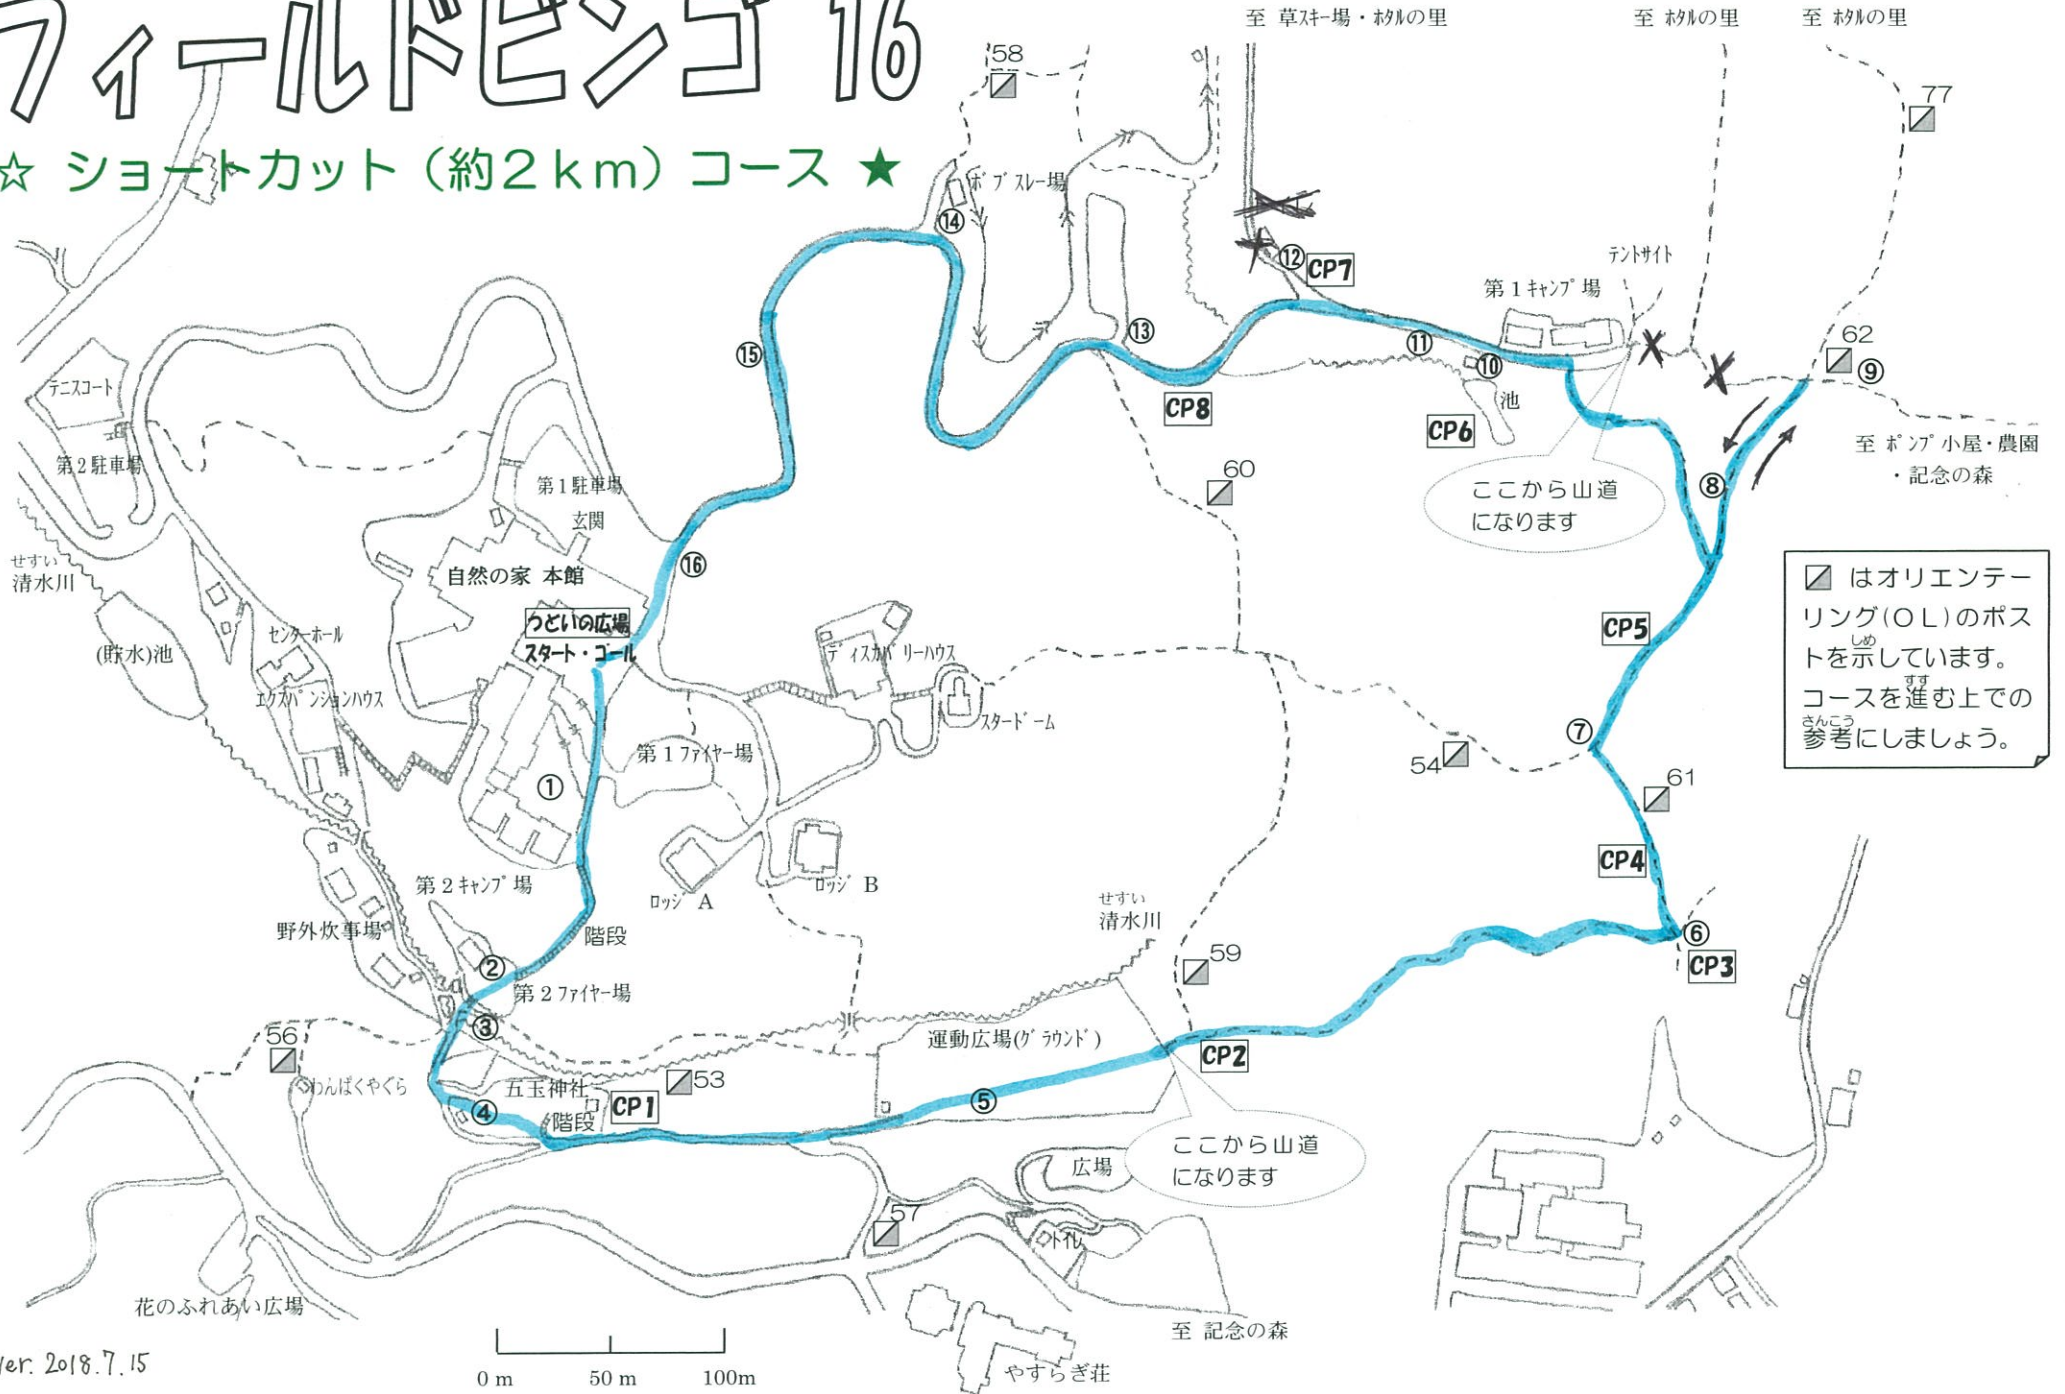 フィールドビンゴ 16
☆ ショートカット（約２ｋｍ）コース ★
至 草スキー場・ホタルの里
至 ホタルの里
至 ホタルの里
58
77
ボブスレー場
⑭
⑫
CP7
テントサイト
第1キャンプ場
⑬
⑮
⑪
⑩
62
⑨
テニスコート
CP8
池
CP6
至 ポンプ小屋・農園
・記念の森
第2駐車場
第1駐車場
玄関
60
ここから山道
になります
⑧
せすい
清水川
自然の家 本館
⑯
つどいの広場
スタート・ゴール
はオリエンテー
リング(ＯＬ)のポス
しめ
トを示しています。
すす
コースを進む上での
さんこう
参考にしましょう。
CP5
(貯水)池
センターホール
ディスカバリーハウス
エクスパンションハウス
スタードーム
第1ファイヤー場
⑦
54
①
61
CP4
第2キャンプ場
ロッジ A
ロッジ B
野外炊事場
階段
せすい
清水川
⑥
CP3
②
第2ファイヤー場
59
③
56
運動広場(グラウンド)
CP2
わんぱくやぐら
五玉神社
53
④
階段
CP1
⑤
ここから山道
になります
広場
57
トイレ
花のふれあい広場
至 記念の森
やすらぎ荘
ver. 2018.7.15
0 m
50 m
100m